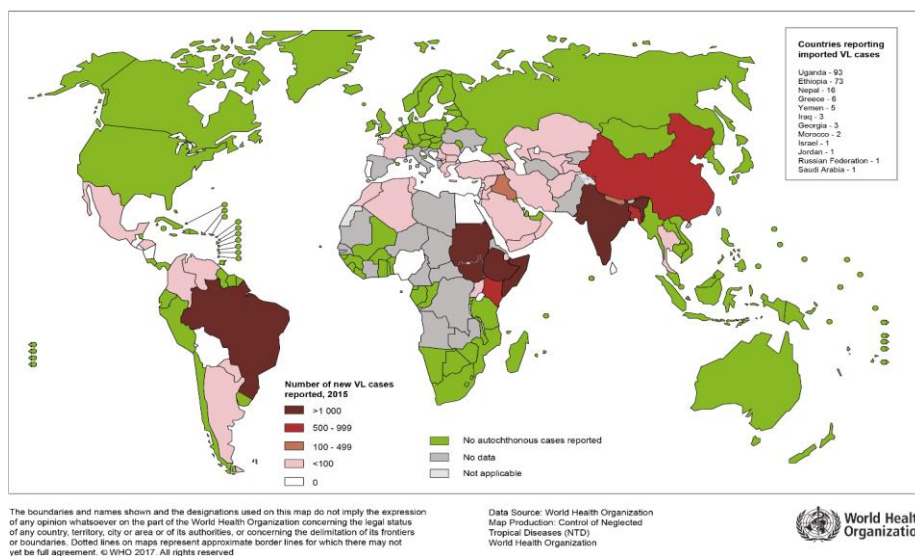 Countries reporting
imported VL cases
Uganda - 93
Ethiopia - 73
Nepal - 16
Greece - 6
Yemen - 5
Iraq - 3
Georgia - 3
Morocco - 2
Israel - 1
Jordan - 1
Russian Federation - 1
Saudi Arabia - 1
Number of new VL cases
reported, 2015
>1 000
500 - 999
100 - 499
<100
0
No autochthonous cases reported
No data
Not applicable
The boundaries and names shown and the designations used on this map do not imply the expression
of any opinion whatsoever on the part of the World Health Organization concerning the legal status
of any country, territory, city or area or of its authorities, or concerning the delimitation of its frontiers
or boundaries. Dotted lines on maps represent approximate border lines for which there may not
yet be full agreement. © WHO 2017. All rights reserved
Data Source: World Health Organization
Map Production: Control of Neglected
Tropical Diseases (NTD)
World Health Organization
World Healt
Organizatio